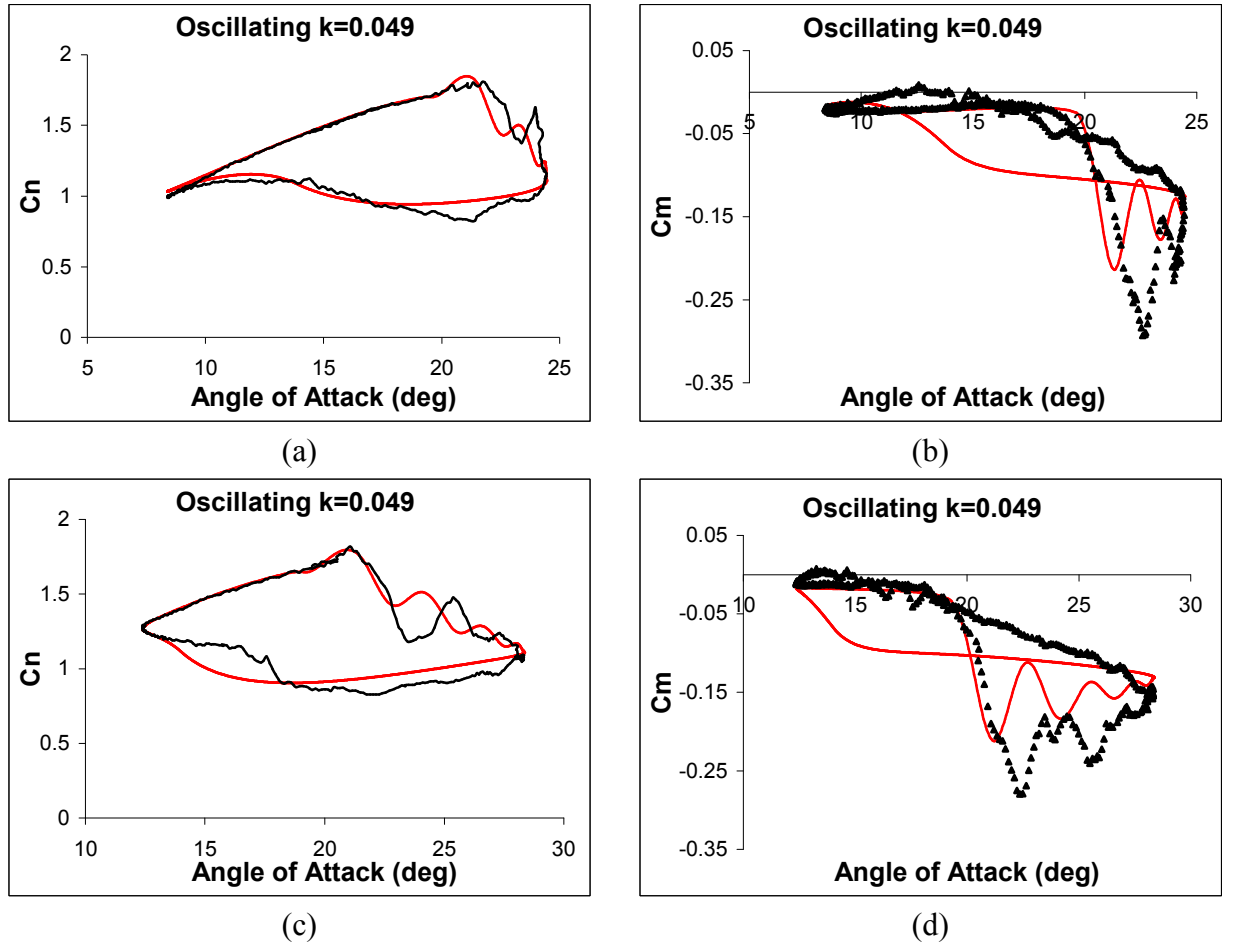 Oscillating k=0.049
2
1.5
1
0.5
0
Cn
5
10
15
20
25
Angle of Attack (deg)
(a)
Oscillating k=0.049
0.05
-0.05
-0.15
-0.25
-0.35
Cm
5
10
15
20
25
Angle of Attack (deg)
(b)
Oscillating k=0.049
2
1.5
1
0.5
0
Cn
10
15
20
25
30
Angle of Attack (deg)
(c)
Oscillating k=0.049
0.05
-0.05
-0.15
-0.25
-0.35
Cm
10
15
20
25
30
Angle of Attack (deg)
(d)